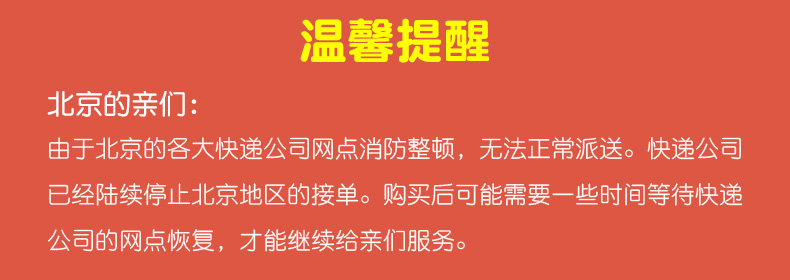 温馨提醒
北京的亲们：
由于北京的各大快递公司网点消防整顿，无法正常派送。快递公司
已经陆续停止北京地区的接单。购买后可能需要一些时间等待快递
公司的网点恢复，才能继续给亲们服务。